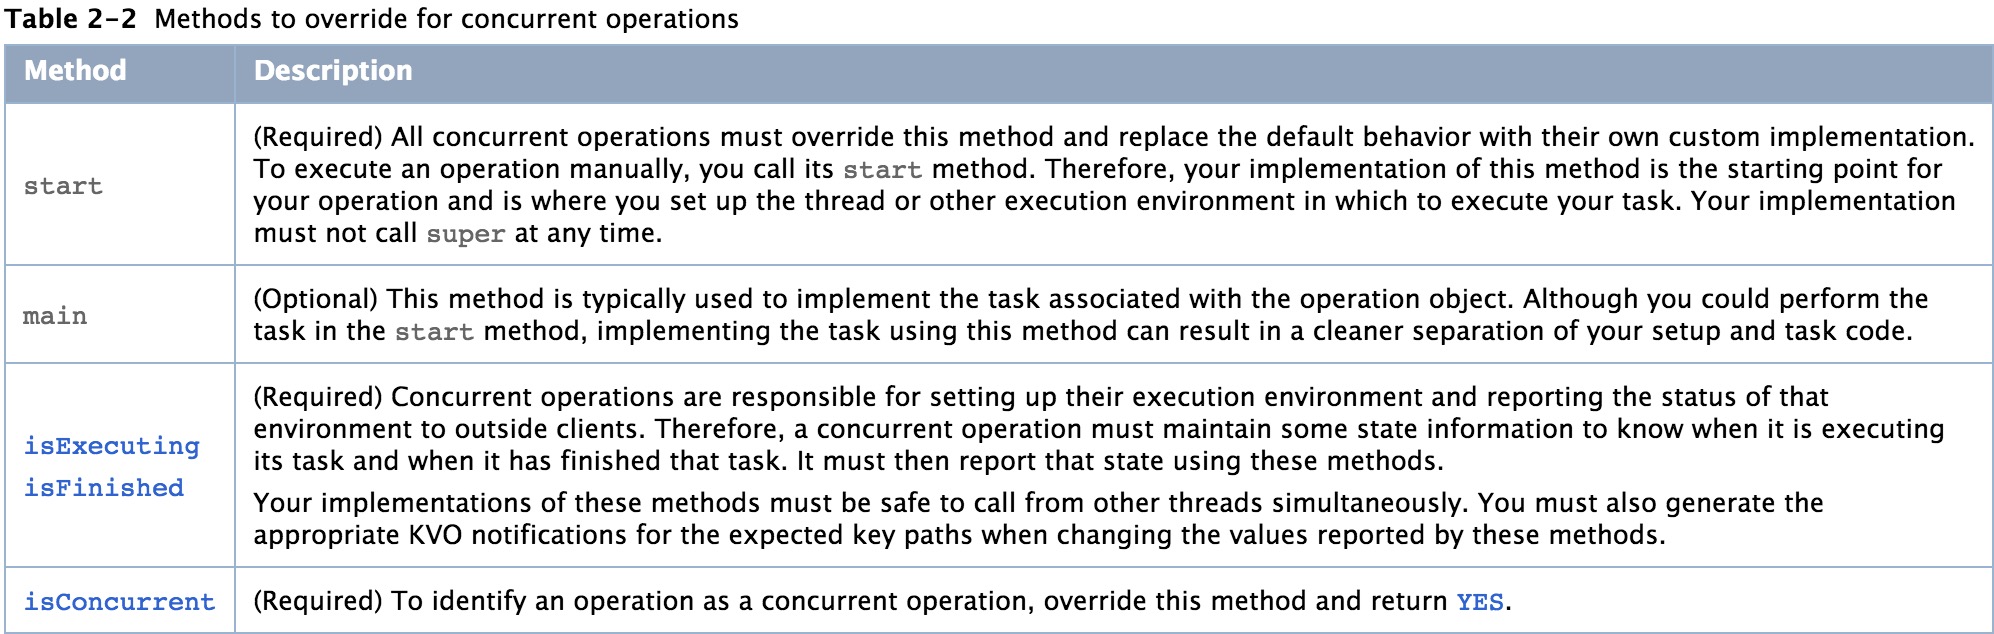 Table 2-2 Methods to override for concurrent operations
Method Description
start
(Required) All concurrent operations must override this method and replace the default behavior with their own custom implementation.
To execute an operation manually, you call its start method. Therefore, your implementation of this method is the starting point for
your operation and is where you set up the thread or other execution environment in which to execute your task. Your implementation
must not call super at any time.
main
(Optional) This method is typically used to implement the task associated with the operation object. Although you could perform the
task in the start method, implementing the task using this method can result in a cleaner separation of your setup and task code.
isExecuting
isFinished
(Required) Concurrent operations are responsible for setting up their execution environment and reporting the status of that
environment to outside clients. Therefore, a concurrent operation must maintain some state information to know when it is executing
its task and when it has finished that task. It must then report that state using these methods.
Your implementations of these methods must be safe to call from other threads simultaneously. You must also generate the
appropriate KVO notifications for the expected key paths when changing the values reported by these methods.
isConcurrent
(Required) To identify an operation as a concurrent operation, override this method and return YES.